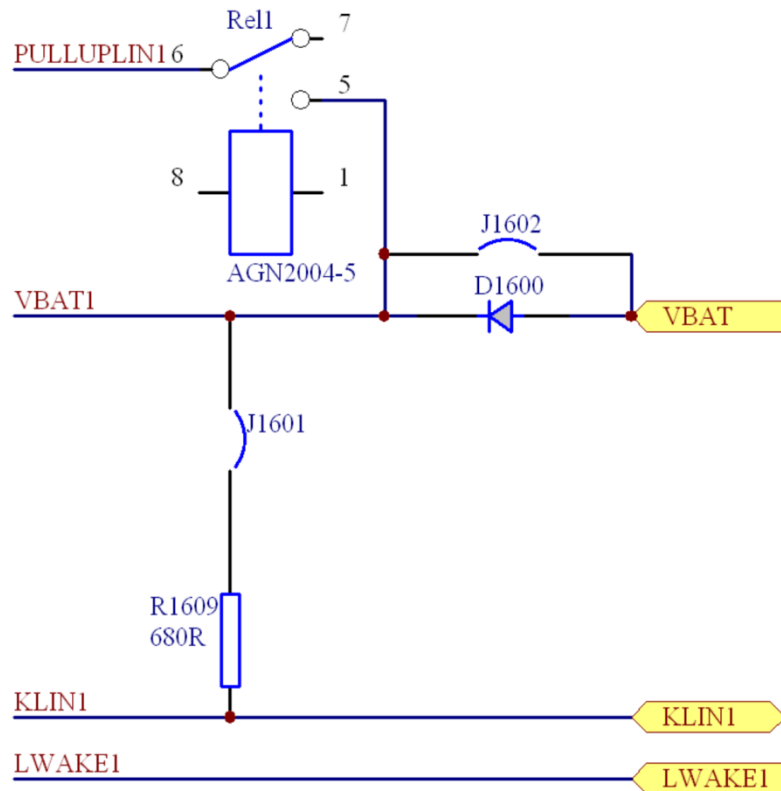 Rel1
7
PULLUPLIN1 6
5
8
1
J1602
AGN2004-5
D1600
VBAT1
VBAT
J1601
R1609
680R
KLIN1
KLIN1
LWAKE1
LWAKE1